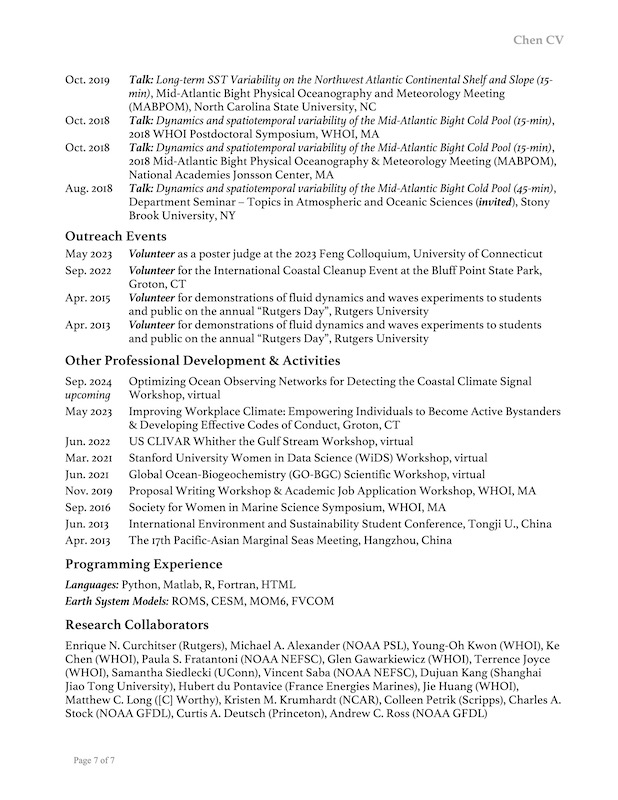 Chen CV
Oct. 2019 Talk: Long-term SST Variability on the Northwest Atlantic Continental Shelf and Slope (15-
min), Mid-Atlantic Bight Physical Oceanography and Meteorology Meeting
(MABPOM), North Carolina State University, NC
Oct. 2018 Talk: Dynamics and spatiotemporal variability of the Mid-Atlantic Bight Cold Pool (15-min),
2018 WHOI Postdoctoral Symposium, WHOI, MA
Oct. 2018 Talk: Dynamics and spatiotemporal variability of the Mid-Atlantic Bight Cold Pool (15-min),
2018 Mid-Atlantic Bight Physical Oceanography & Meteorology Meeting (MABPOM),
National Academies Jonsson Center, MA
Aug. 2018 Talk: Dynamics and spatiotemporal variability of the Mid-Atlantic Bight Cold Pool (45-min),
Department Seminar – Topics in Atmospheric and Oceanic Sciences (invited), Stony
Brook University, NY
Outreach Events
May 2023 Volunteer as a poster judge at the 2023 Feng Colloquium, University of Connecticut
Sep. 2022 Volunteer for the International Coastal Cleanup Event at the Bluff Point State Park,
Groton, CT
Apr. 2015 Volunteer for demonstrations of fluid dynamics and waves experiments to students
and public on the annual “Rutgers Day”, Rutgers University
Apr. 2013 Volunteer for demonstrations of fluid dynamics and waves experiments to students
and public on the annual “Rutgers Day”, Rutgers University
Other Professional Development & Activities
Sep. 2024 Optimizing Ocean Observing Networks for Detecting the Coastal Climate Signal
upcoming Workshop, virtual
May 2023 Improving Workplace Climate: Empowering Individuals to Become Active Bystanders
& Developing Effective Codes of Conduct, Groton, CT
Jun. 2022 US CLIVAR Whither the Gulf Stream Workshop, virtual
Mar. 2021 Stanford University Women in Data Science (WiDS) Workshop, virtual
Jun. 2021 Global Ocean-Biogeochemistry (GO-BGC) Scientific Workshop, virtual
Nov. 2019 Proposal Writing Workshop & Academic Job Application Workshop, WHOI, MA
Sep. 2016 Society for Women in Marine Science Symposium, WHOI, MA
Jun. 2013 International Environment and Sustainability Student Conference, Tongji U., China
Apr. 2013 The 17th Pacific-Asian Marginal Seas Meeting, Hangzhou, China
Programming Experience
Languages: Python, Matlab, R, Fortran, HTML
Earth System Models: ROMS, CESM, MOM6, FVCOM
Research Collaborators
Enrique N. Curchitser (Rutgers), Michael A. Alexander (NOAA PSL), Young-Oh Kwon (WHOI), Ke
Chen (WHOI), Paula S. Fratantoni (NOAA NEFSC), Glen Gawarkiewicz (WHOI), Terrence Joyce
(WHOI), Samantha Siedlecki (UConn), Vincent Saba (NOAA NEFSC), Dujuan Kang (Shanghai
Jiao Tong University), Hubert du Pontavice (France Energies Marines), Jie Huang (WHOI),
Matthew C. Long ([C] Worthy), Kristen M. Krumhardt (NCAR), Colleen Petrik (Scripps), Charles A.
Stock (NOAA GFDL), Curtis A. Deutsch (Princeton), Andrew C. Ross (NOAA GFDL)
Page 7 of 7